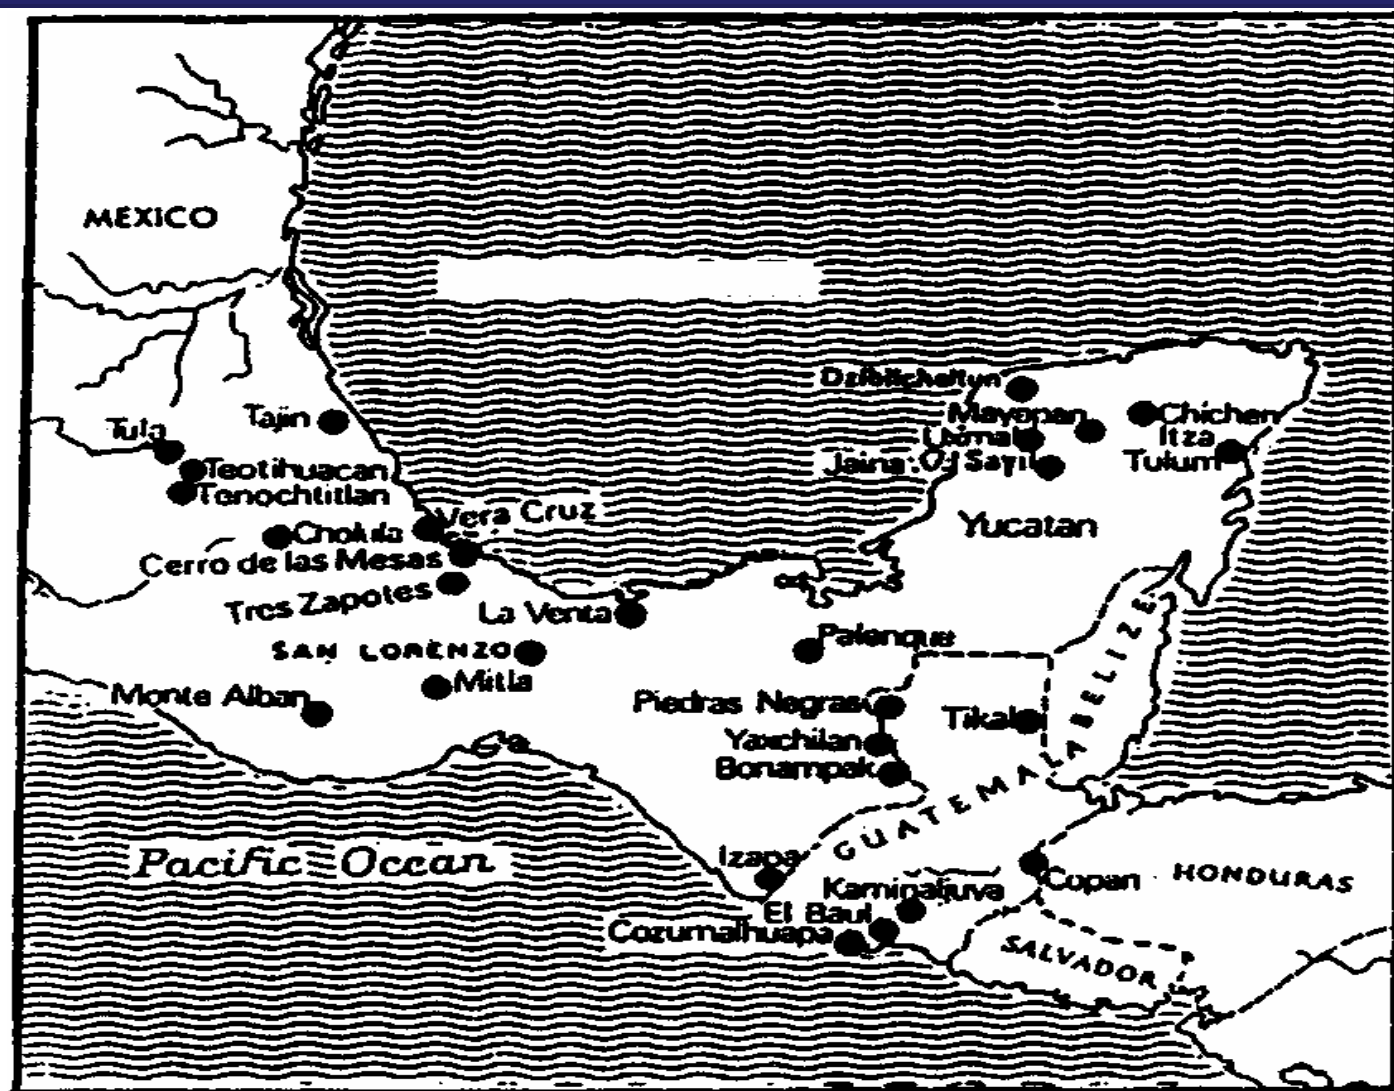 MEXICO
Tajin
Tula
Teotihuacan
Tenochtitlan
Cholula
Vera Cruz
Cerro de las Mesas
Tres Zapotes
La Venta
SAN LORENZO
Mitla
Monte Alban
Dzibilchaltun
Mayapan
Chichen
Itza
Uxmal
Jaina
Sayil
Tulum
Yucatan
Palenque
Piedras Negras
Tikal
Yaxchilan
Bonampak
BELIZE
GUATEMALA
Izapa
Kaminaljuya
El Baul
Cozumalhuapa
Copan
HONDURAS
SALVADOR
Pacific Ocean